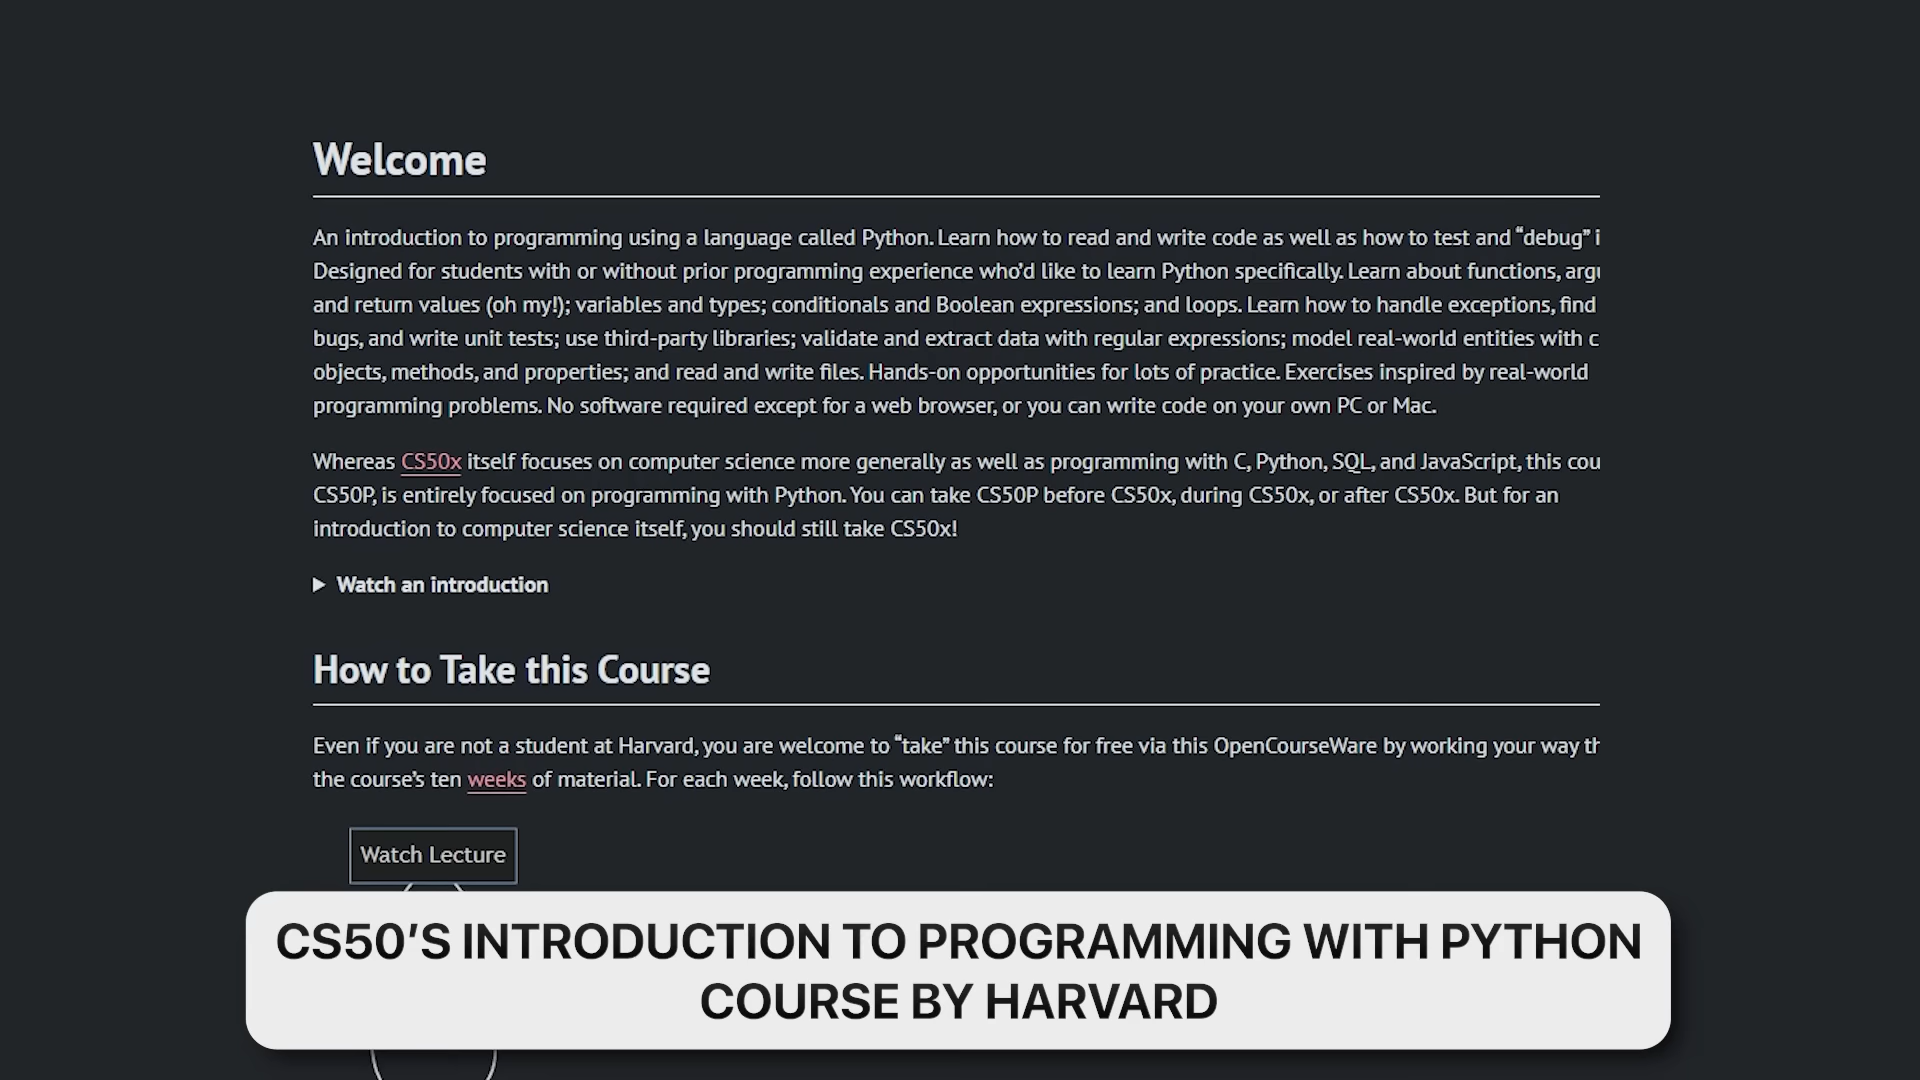 Welcome
An introduction to programming using a language called Python. Learn how to read and write code as well as how to test and “debug” i
Designed for students with or without prior programming experience who’d like to learn Python specifically. Learn about functions, argu
and return values (oh my!); variables and types; conditionals and Boolean expressions; and loops. Learn how to handle exceptions, find
bugs, and write unit tests; use third-party libraries; validate and extract data with regular expressions; model real-world entities with c
objects, methods, and properties; and read and write files. Hands-on opportunities for lots of practice. Exercises inspired by real-world
programming problems. No software required except for a web browser, or you can write code on your own PC or Mac.
Whereas CS50x itself focuses on computer science more generally as well as programming with C, Python, SQL, and JavaScript, this cou
CS50P, is entirely focused on programming with Python. You can take CS50P before CS50x, during CS50x, or after CS50x. But for an
introduction to computer science itself, you should still take CS50x!
Watch an introduction
How to Take this Course
Even if you are not a student at Harvard, you are welcome to “take” this course for free via this OpenCourseWare by working your way th
the course’s ten weeks of material. For each week, follow this workflow:
Watch Lecture
CS50’S INTRODUCTION TO PROGRAMMING WITH PYTHON
COURSE BY HARVARD